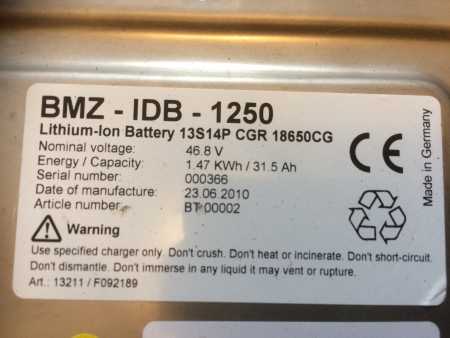 BMZ - IDB - 1250
Lithium-Ion Battery 13S14P CGR 18650CG
Nominal voltage: 46.8 V
Energy / Capacity: 1.47 KWh / 31.5 Ah
Serial number: 000366
Date of manufacture: 23.06.2010
Article number: BT 00002
CE
Made in Germany
Warning
Use specified charger only. Don't crush. Don't heat or incinerate. Don't short-circuit.
Don't dismantle. Don't immerse in any liquid it may vent or rupture.
Art.: 13211 / F092189